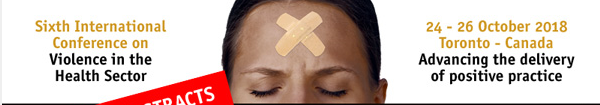 Sixth International
Conference on
Violence in the
Health Sector
24 - 26 October 2018
Toronto - Canada
Advancing the delivery
of positive practice